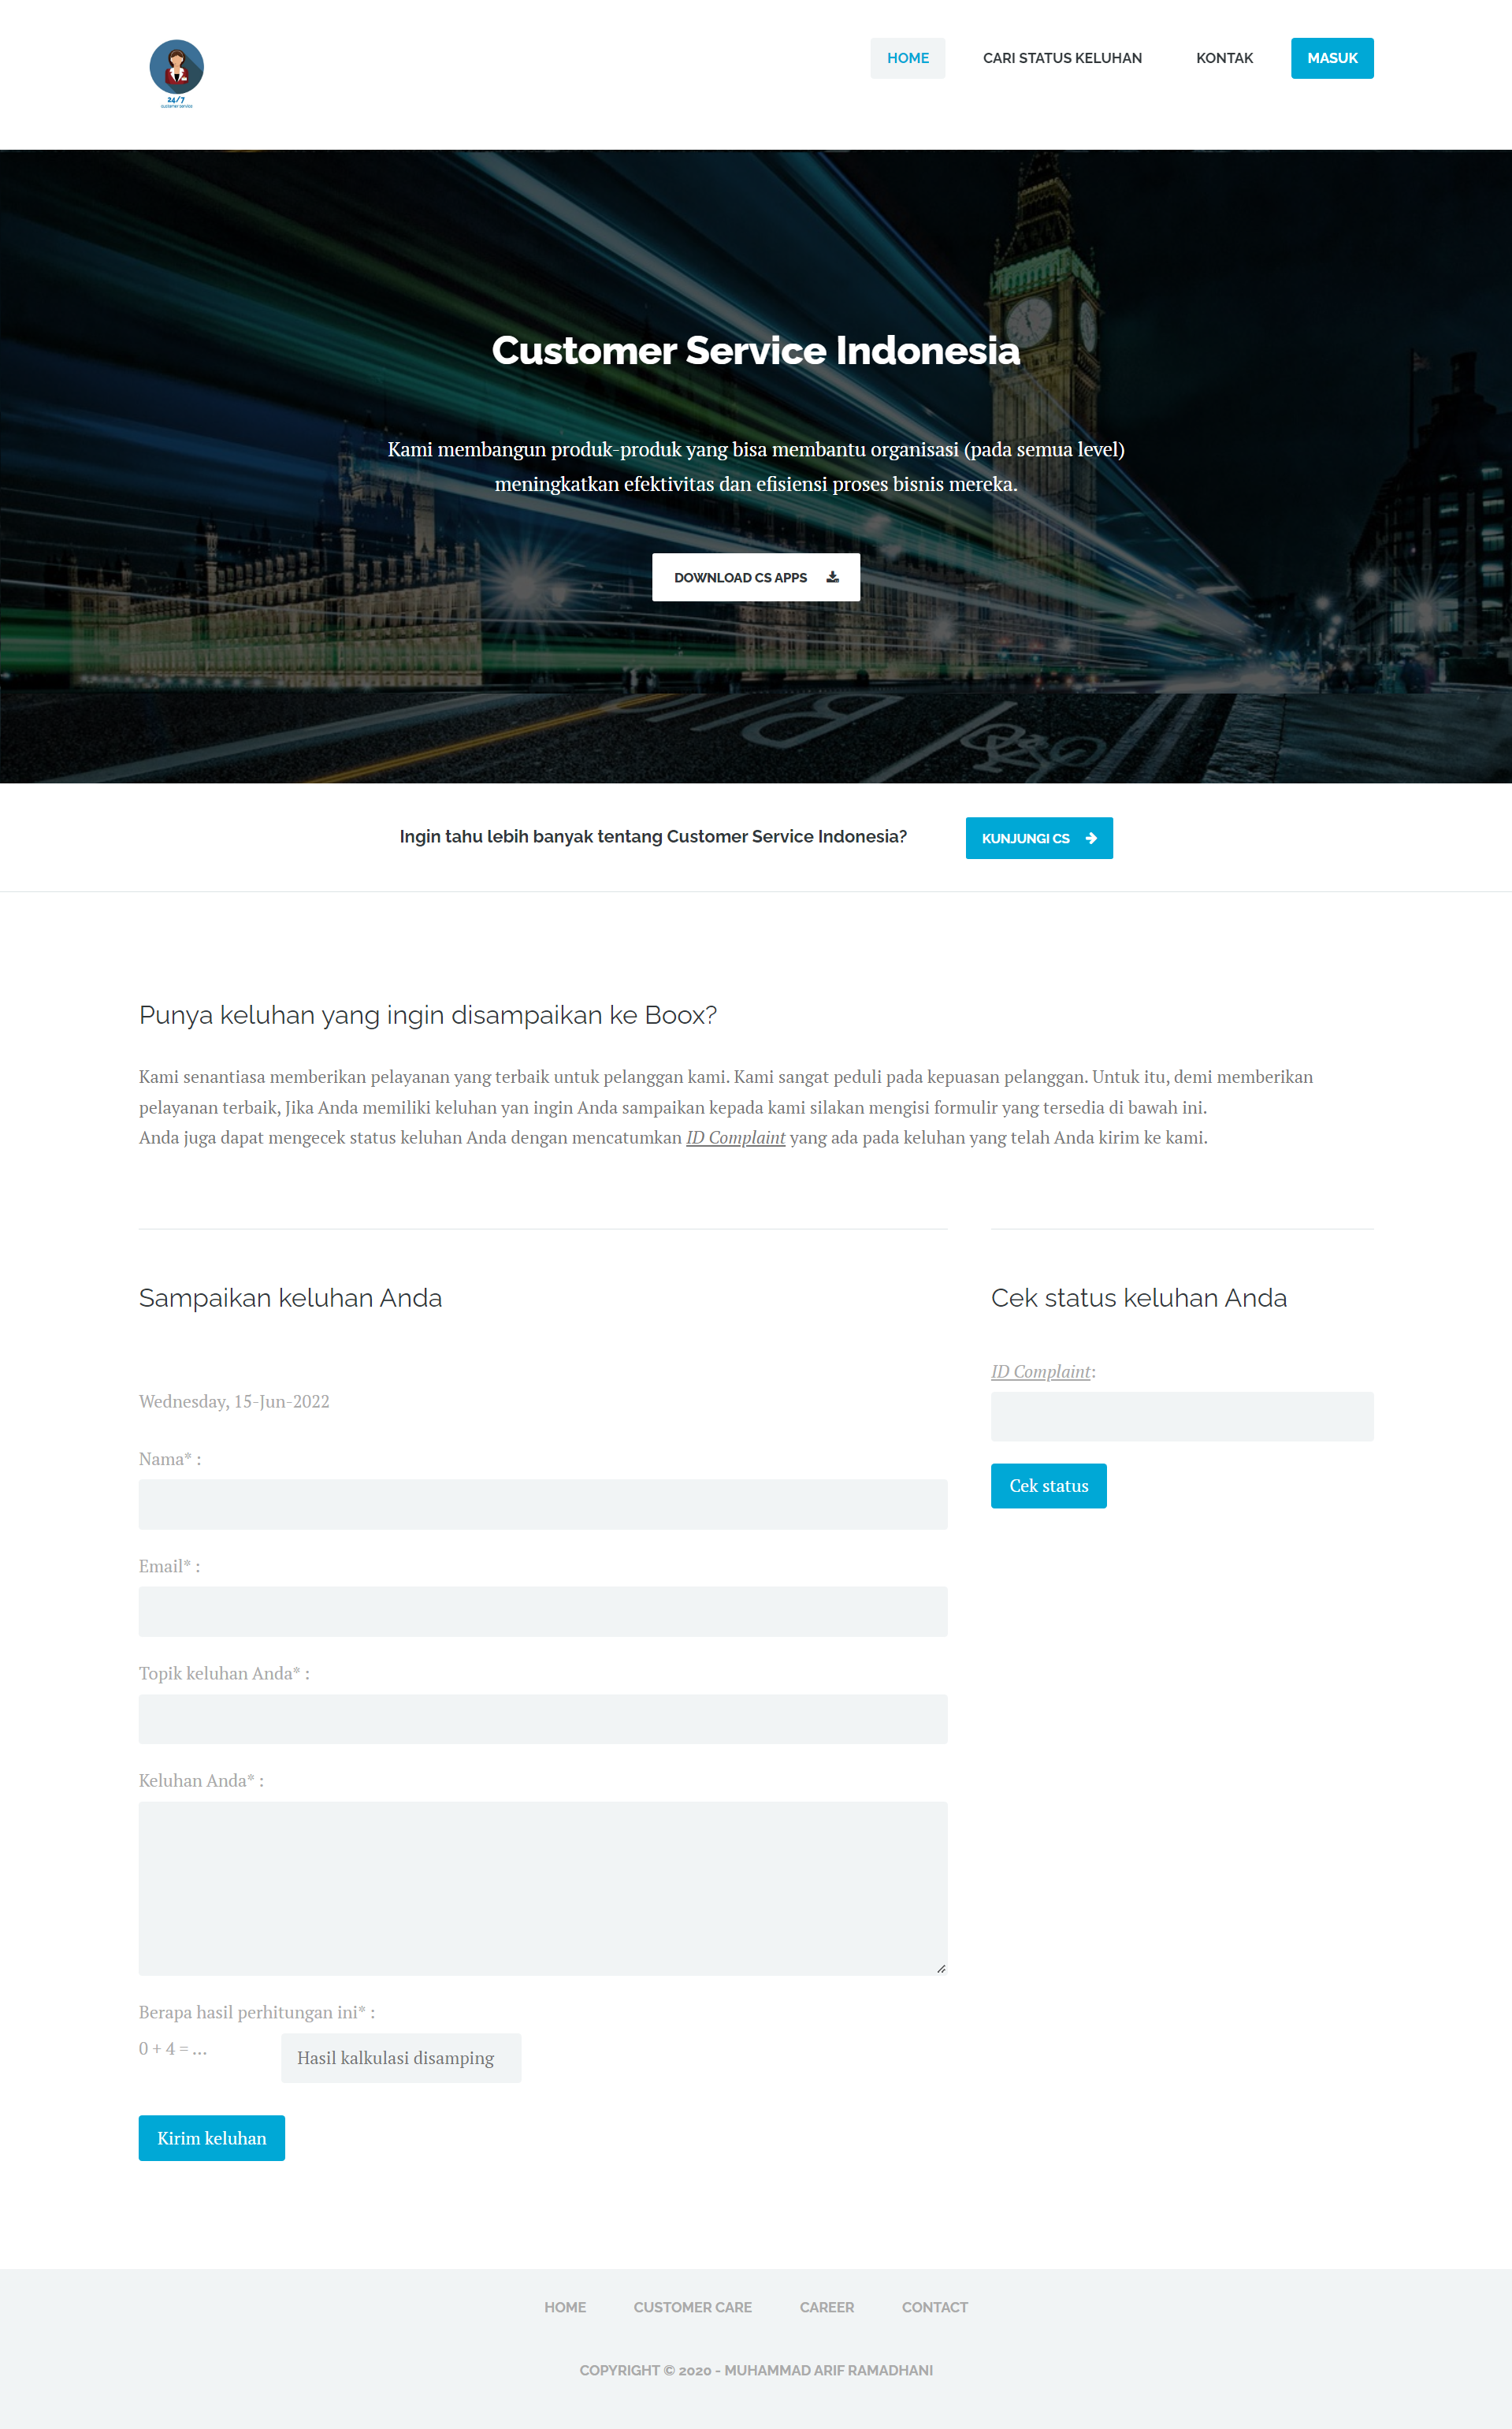 24/7
customer service
HOME
CARI STATUS KELUHAN
KONTAK
MASUK
Customer Service Indonesia
Kami membangun produk-produk yang bisa membantu organisasi (pada semua level)
meningkatkan efektivitas dan efisiensi proses bisnis mereka.
DOWNLOAD CS APPS
Ingin tahu lebih banyak tentang Customer Service Indonesia?
KUNJUNGI CS
Punya keluhan yang ingin disampaikan ke Boox?
Kami senantiasa memberikan pelayanan yang terbaik untuk pelanggan kami. Kami sangat peduli pada kepuasan pelanggan. Untuk itu, demi memberikan
pelayanan terbaik, Jika Anda memiliki keluhan yan ingin Anda sampaikan kepada kami silakan mengisi formulir yang tersedia di bawah ini.
Anda juga dapat mengecek status keluhan Anda dengan mencatumkan ID Complaint yang ada pada keluhan yang telah Anda kirim ke kami.
Sampaikan keluhan Anda
Wednesday, 15-Jun-2022
Nama* :
Email* :
Topik keluhan Anda* :
Keluhan Anda* :
Berapa hasil perhitungan ini* :
0 + 4 = ...
Hasil kalkulasi disamping
Kirim keluhan
Cek status keluhan Anda
ID Complaint:
Cek status
HOME
CUSTOMER CARE
CAREER
CONTACT
COPYRIGHT © 2020 - MUHAMMAD ARIF RAMADHANI